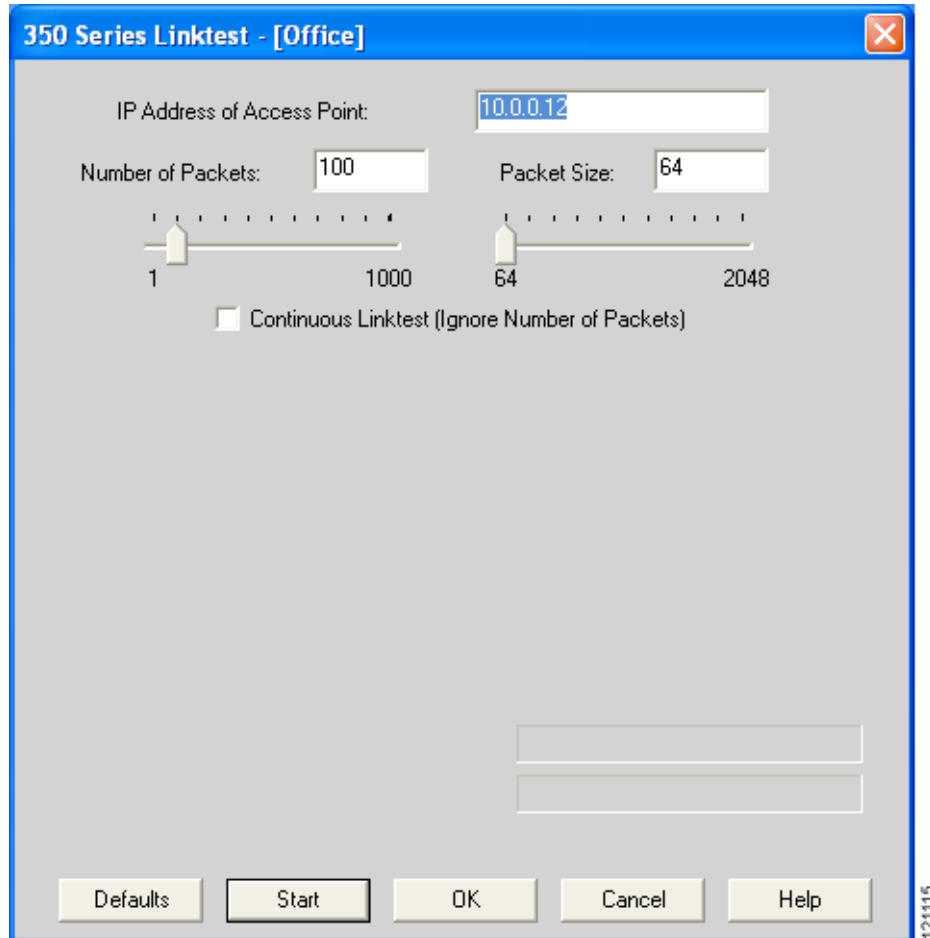 350 Series Linktest - [Office]
IP Address of Access Point: 10.0.0.12
Number of Packets: 100 Packet Size: 64
1 1000 64 2048
Continuous Linktest (Ignore Number of Packets)
Defaults Start OK Cancel Help
121115